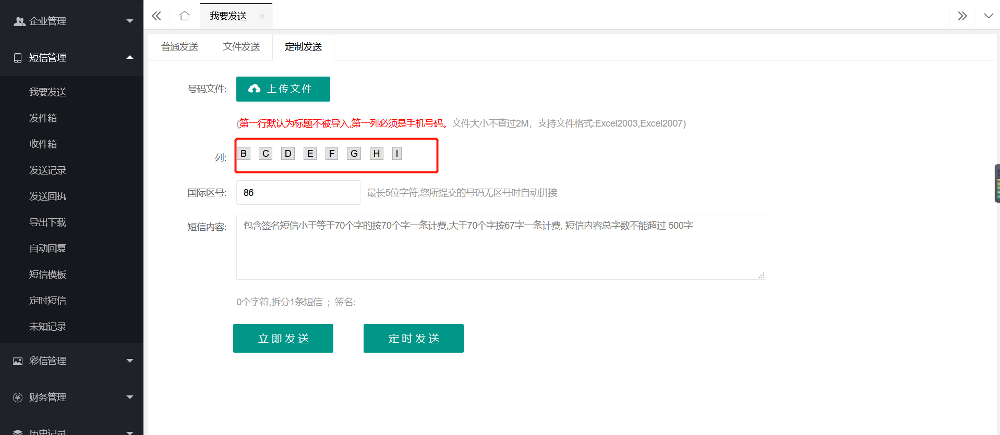 企业管理
短信管理
我要发送
发件箱
收件箱
发送记录
发送回执
导出下载
自动回复
短信模板
定时短信
未知记录
彩信管理
财务管理
历史记录
我要发送
普通发送 文件发送 定制发送
号码文件: 上传文件
(第一行默认为标题不被导入,第一列必须是手机号码。文件大小不查过2M，支持文件格式:Excel2003,Excel2007)
列: B C D E F G H I
国际区号: 86 最长5位字符,您所提交的号码无区号时自动拼接
短信内容: 包含签名短信小于等于70个字的按70个字一条计费,大于70个字按67字一条计费, 短信内容总字数不能超过 500字
0个字符,拆分1条短信 ；签名:
立即发送 定时发送